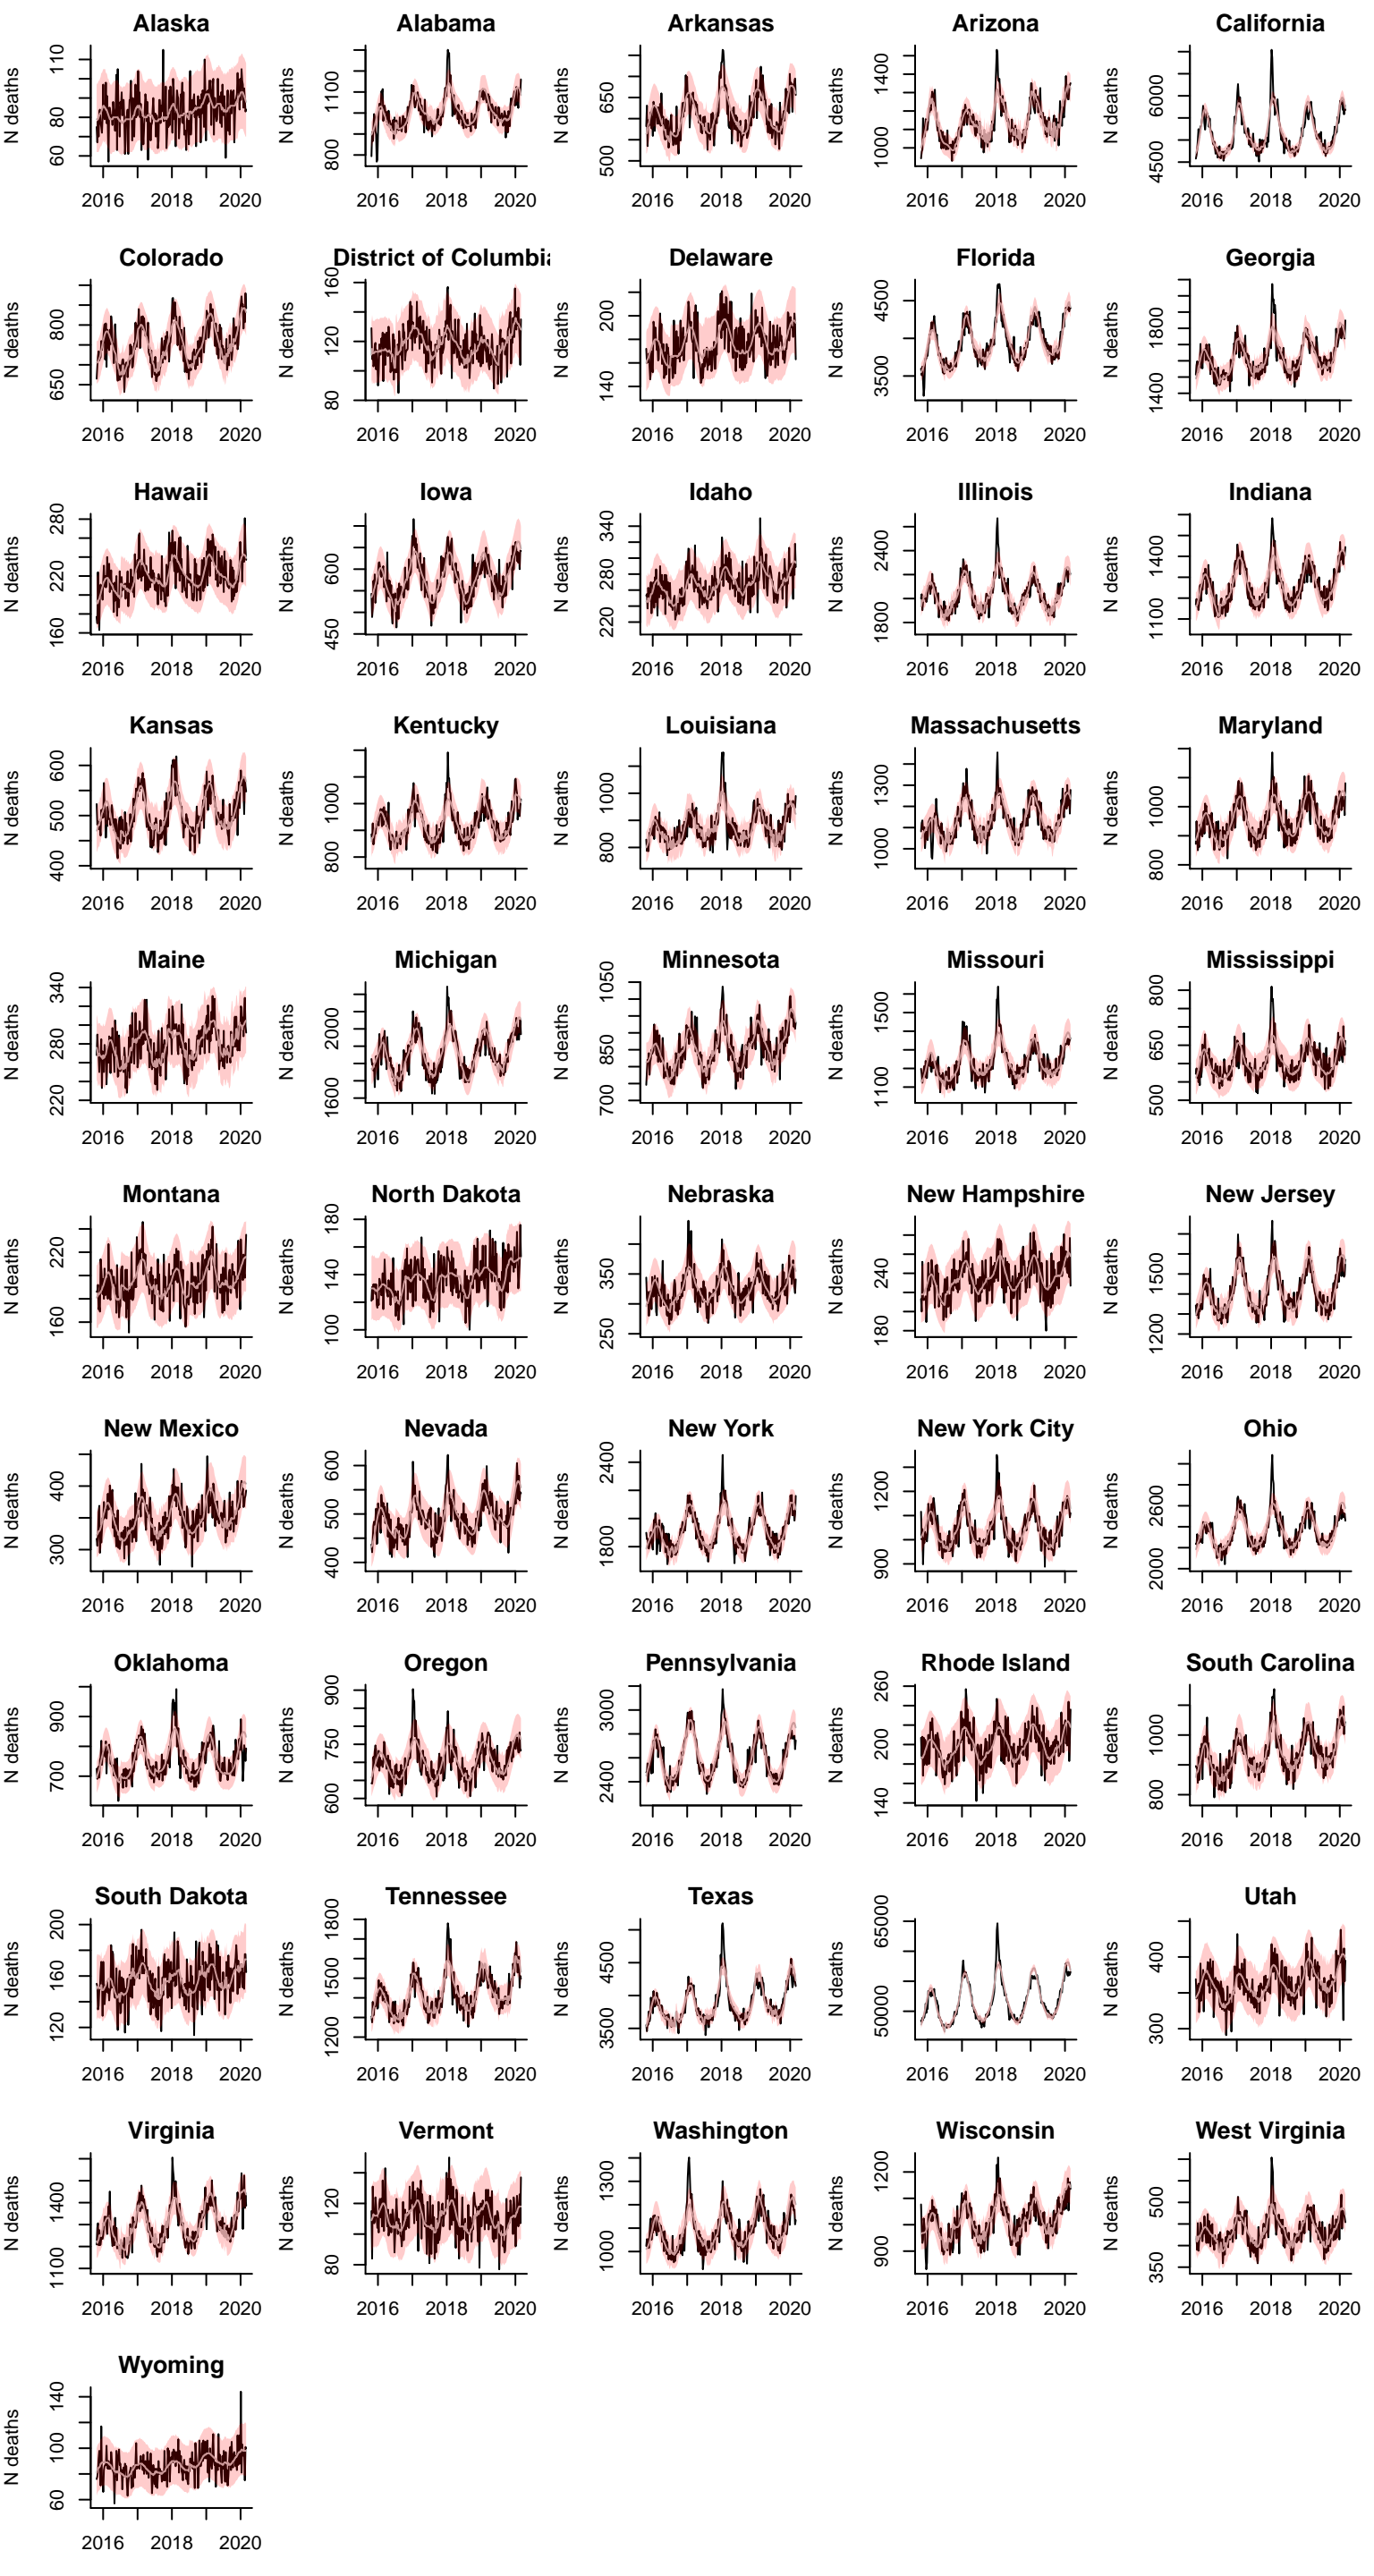 Alaska
N deaths
60 80 110
2016 2018 2020
Alabama
N deaths
800 1100
2016 2018 2020
Arkansas
N deaths
500 650
2016 2018 2020
Arizona
N deaths
1000 1400
2016 2018 2020
California
N deaths
4500 6000
2016 2018 2020
Colorado
N deaths
650 800
2016 2018 2020
District of Columbia
N deaths
80 120 160
2016 2018 2020
Delaware
N deaths
140 200
2016 2018 2020
Florida
N deaths
3500 4500
2016 2018 2020
Georgia
N deaths
1400 1800
2016 2018 2020
Hawaii
N deaths
160 220 280
2016 2018 2020
Iowa
N deaths
450 600
2016 2018 2020
Idaho
N deaths
220 280 340
2016 2018 2020
Illinois
N deaths
1800 2400
2016 2018 2020
Indiana
N deaths
1100 1400
2016 2018 2020
Kansas
N deaths
400 500 600
2016 2018 2020
Kentucky
N deaths
800 1000
2016 2018 2020
Louisiana
N deaths
800 1000
2016 2018 2020
Massachusetts
N deaths
1000 1300
2016 2018 2020
Maryland
N deaths
800 1000
2016 2018 2020
Maine
N deaths
220 280 340
2016 2018 2020
Michigan
N deaths
1600 2000
2016 2018 2020
Minnesota
N deaths
700 850 1050
2016 2018 2020
Missouri
N deaths
1100 1500
2016 2018 2020
Mississippi
N deaths
500 650 800
2016 2018 2020
Montana
N deaths
160 220
2016 2018 2020
North Dakota
N deaths
100 140 180
2016 2018 2020
Nebraska
N deaths
250 350
2016 2018 2020
New Hampshire
N deaths
180 240
2016 2018 2020
New Jersey
N deaths
1200 1500
2016 2018 2020
New Mexico
N deaths
300 400
2016 2018 2020
Nevada
N deaths
400 500 600
2016 2018 2020
New York
N deaths
1800 2400
2016 2018 2020
New York City
N deaths
900 1200
2016 2018 2020
Ohio
N deaths
2000 2600
2016 2018 2020
Oklahoma
N deaths
700 900
2016 2018 2020
Oregon
N deaths
600 750 900
2016 2018 2020
Pennsylvania
N deaths
2400 3000
2016 2018 2020
Rhode Island
N deaths
140 200 260
2016 2018 2020
South Carolina
N deaths
800 1000
2016 2018 2020
South Dakota
N deaths
120 160 200
2016 2018 2020
Tennessee
N deaths
1200 1500 1800
2016 2018 2020
Texas
N deaths
3500 4500
2016 2018 2020
N deaths
50000 65000
2016 2018 2020
Utah
N deaths
300 400
2016 2018 2020
Virginia
N deaths
1100 1400
2016 2018 2020
Vermont
N deaths
80 120
2016 2018 2020
Washington
N deaths
1000 1300
2016 2018 2020
Wisconsin
N deaths
900 1200
2016 2018 2020
West Virginia
N deaths
350 500
2016 2018 2020
Wyoming
N deaths
60 100 140
2016 2018 2020